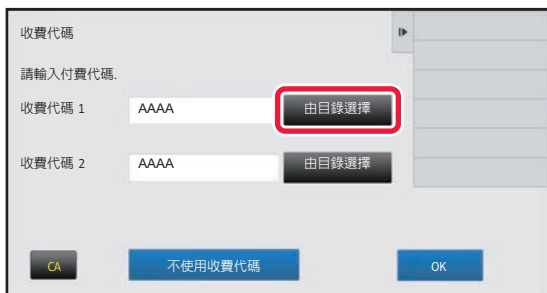 收費代碼
請輸入付費代碼.
收費代碼 1 AAAA 由目錄選擇
收費代碼 2 AAAA 由目錄選擇
CA 不使用收費代碼 OK